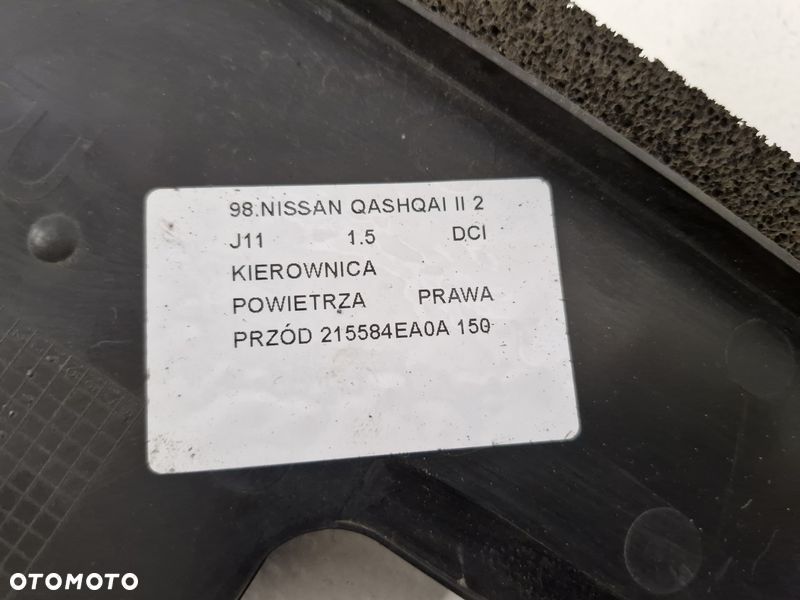 98.NISSAN QASHQAI II 2
J11 1.5 DCI
KIEROWNICA
POWIETRZA PRAWA
PRZÓD 215584EA0A 150
OTOMOTO